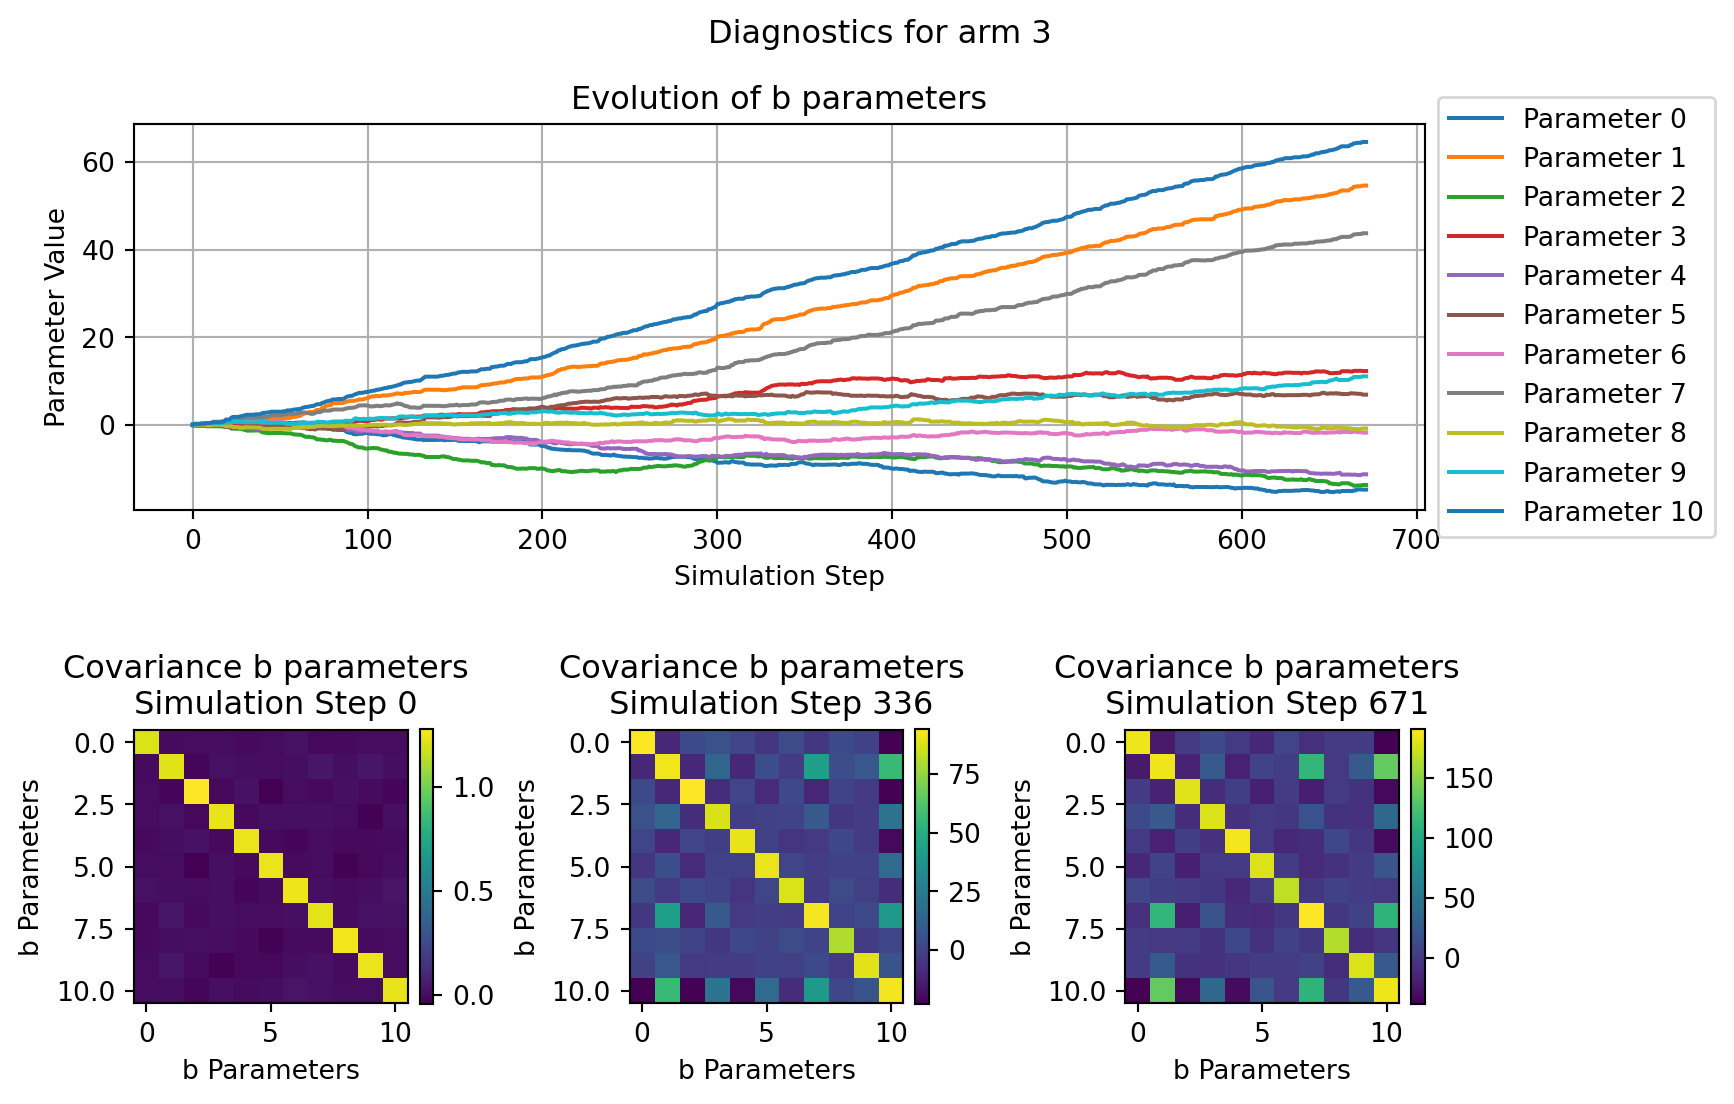 Diagnostics for arm 3
Evolution of b parameters
60
40
20
0
Parameter Value
0 100 200 300 400 500 600 700
Simulation Step
Parameter 0
Parameter 1
Parameter 2
Parameter 3
Parameter 4
Parameter 5
Parameter 6
Parameter 7
Parameter 8
Parameter 9
Parameter 10
Covariance b parameters
Simulation Step 0
0.0
2.5
5.0
7.5
10.0
b Parameters
0 5 10
b Parameters
1.0
0.5
0.0
Covariance b parameters
Simulation Step 336
0.0
2.5
5.0
7.5
10.0
b Parameters
0 5 10
b Parameters
75
50
25
0
Covariance b parameters
Simulation Step 671
0.0
2.5
5.0
7.5
10.0
b Parameters
0 5 10
b Parameters
150
100
50
0